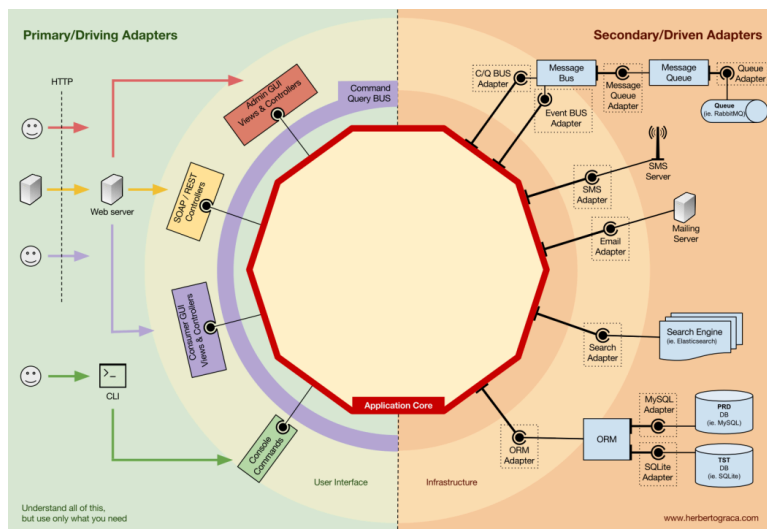 Primary/Driving Adapters
Secondary/Driven Adapters
HTTP
Admin GUI
Views & Controllers
Command
Query BUS
C/Q BUS
Adapter
Message
Bus
Message
Queue
Adapter
Message
Queue
Queue
Adapter
Event BUS
Adapter
Queue
(ie. RabbitMQ)
Web server
SOAP / REST
Controllers
SMS
Adapter
SMS
Server
Email
Adapter
Mailing
Server
Consumer GUI
Views & Controllers
Search
Adapter
Search Engine
(ie. Elasticsearch)
CLI
>_
Application Core
Console
Commands
ORM
Adapter
ORM
MySQL
Adapter
PRD
DB
(ie. MySQL)
SQLite
Adapter
TST
DB
(ie. SQLite)
User Interface
Infrastructure
Understand all of this,
but use only what you need
www.herbertograca.com